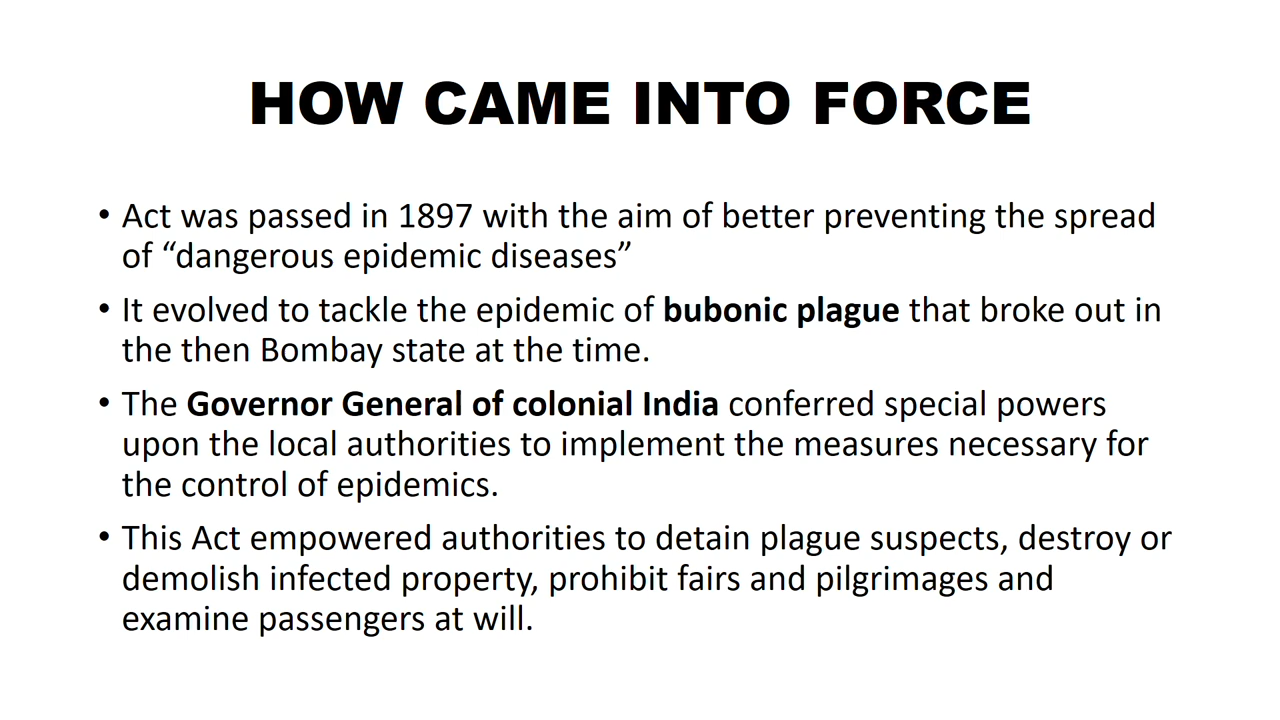 HOW CAME INTO FORCE
• Act was passed in 1897 with the aim of better preventing the spread
of “dangerous epidemic diseases”
• It evolved to tackle the epidemic of bubonic plague that broke out in
the then Bombay state at the time.
• The Governor General of colonial India conferred special powers
upon the local authorities to implement the measures necessary for
the control of epidemics.
• This Act empowered authorities to detain plague suspects, destroy or
demolish infected property, prohibit fairs and pilgrimages and
examine passengers at will.